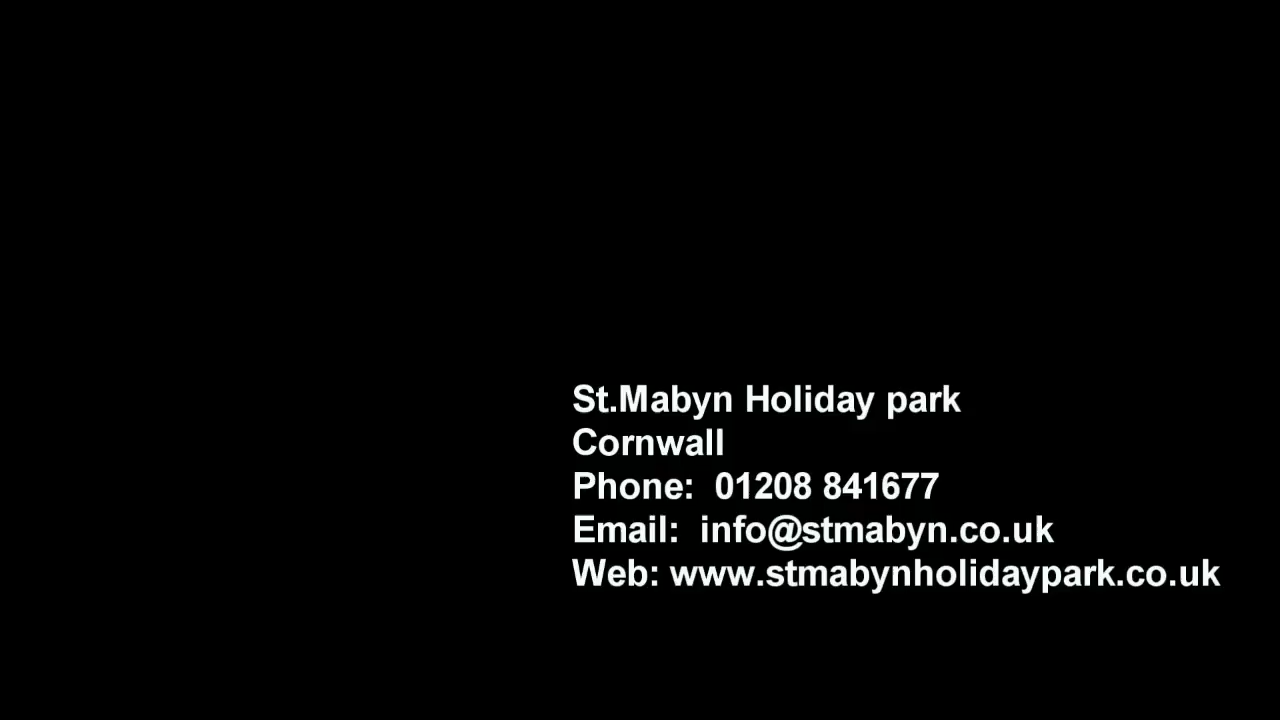 St.Mabyn Holiday park
Cornwall
Phone:  01208 841677
Email:  info@stmabyn.co.uk
Web: www.stmabynholidaypark.co.uk